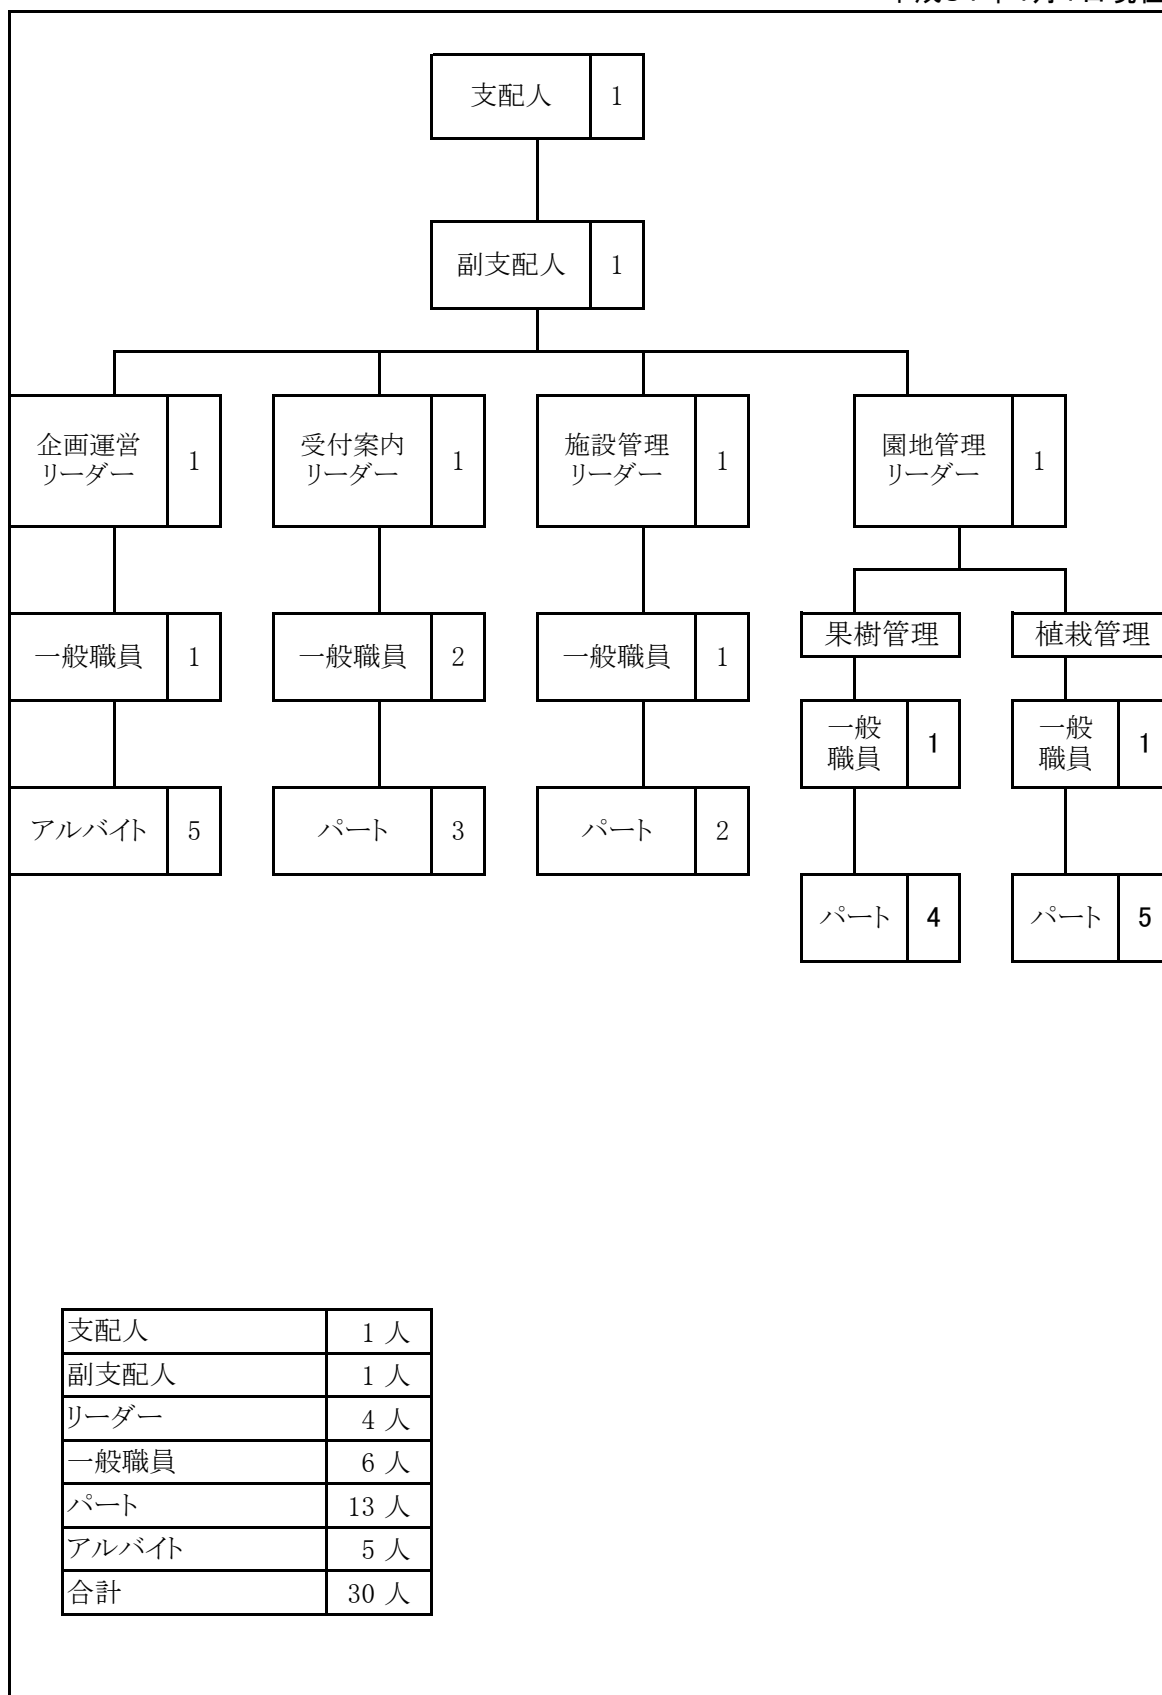 支配人 1
副支配人 1
企画運営 リーダー 1
受付案内 リーダー 1
施設管理 リーダー 1
園地管理 リーダー 1
一般職員 1
一般職員 2
一般職員 1
果樹管理
植栽管理
一般 職員 1
一般 職員 1
アルバイト 5
パート 3
パート 2
パート 4
パート 5
支配人 1 人
副支配人 1 人
リーダー 4 人
一般職員 6 人
パート 13 人
アルバイト 5 人
合計 30 人